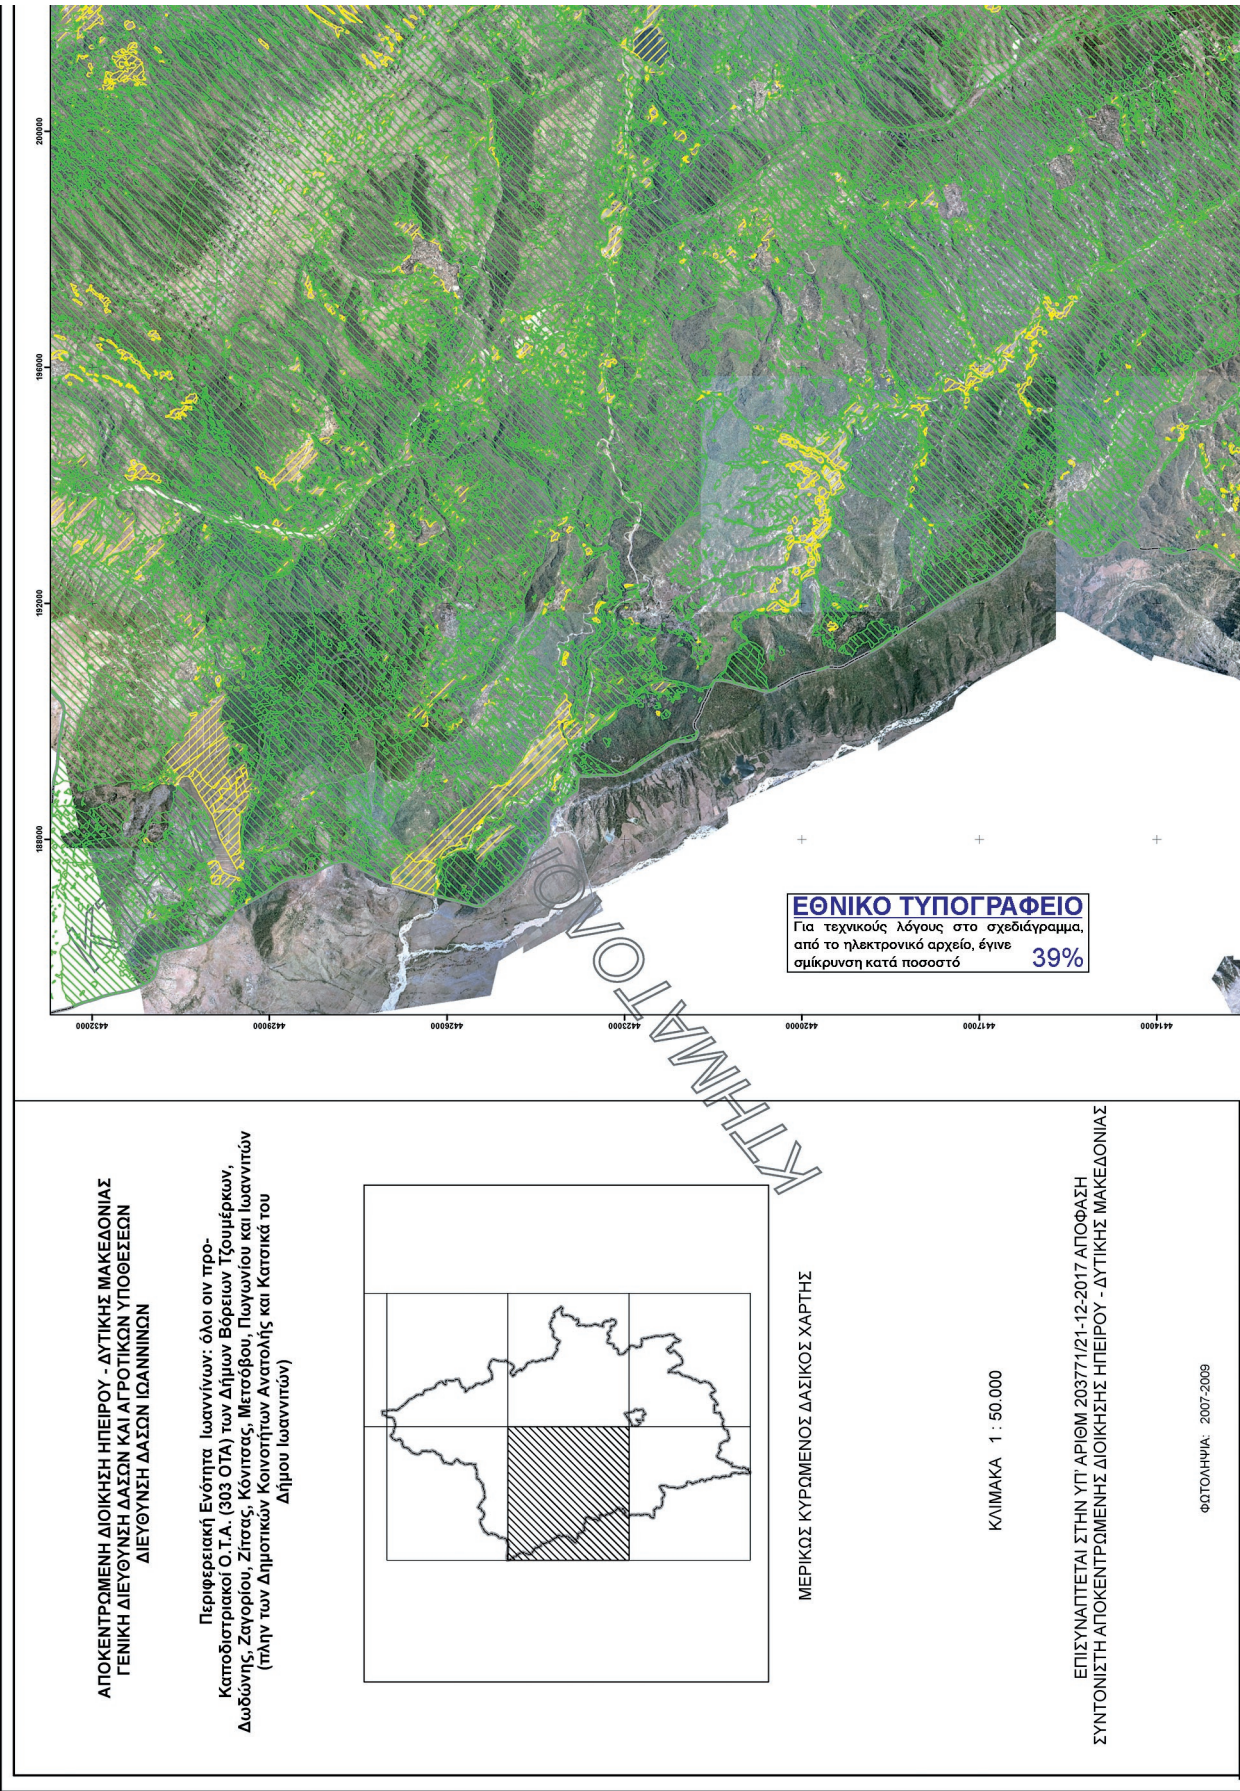 200000
196000
192000
188000
4432000
4429000
4426000
4423000
4420000
4417000
4414000
ΕΘΝΙΚΟ ΤΥΠΟΓΡΑΦΕΙΟ
Για τεχνικούς λόγους στο σχεδιάγραμμα,
από το ηλεκτρονικό αρχείο, έγινε
σμίκρυνση κατά ποσοστό 39%
ΑΠΟΚΕΝΤΡΩΜΕΝΗ ΔΙΟΙΚΗΣΗ ΗΠΕΙΡΟΥ - ΔΥΤΙΚΗΣ ΜΑΚΕΔΟΝΙΑΣ
ΓΕΝΙΚΗ ΔΙΕΥΘΥΝΣΗ ΔΑΣΩΝ ΚΑΙ ΑΓΡΟΤΙΚΩΝ ΥΠΟΘΕΣΕΩΝ
ΔΙΕΥΘΥΝΣΗ ΔΑΣΩΝ ΙΩΑΝΝΙΝΩΝ
Περιφερειακή Ενότητα Ιωαννίνων: όλοι οιν προ-
Καποδιστριακοί Ο.Τ.Α. (303 ΟΤΑ) των Δήμων Βόρειων Τζουμέρκων,
Δωδώνης, Ζαγορίου, Ζίτσας, Κόνιτσας, Μετσόβου, Πωγωνίου και Ιωαννιτών
(πλην των Δημοτικών Κοινοτήτων Ανατολής και Κατσικά του
Δήμου Ιωαννιτών)
ΜΕΡΙΚΩΣ ΚΥΡΩΜΕΝΟΣ ΔΑΣΙΚΟΣ ΧΑΡΤΗΣ
ΚΛΙΜΑΚΑ 1 : 50.000
ΕΠΙΣΥΝΑΠΤΕΤΑΙ ΣΤΗΝ ΥΠ' ΑΡΙΘΜ 203771/21-12-2017 ΑΠΟΦΑΣΗ
ΣΥΝΤΟΝΙΣΤΗ ΑΠΟΚΕΝΤΡΩΜΕΝΗΣ ΔΙΟΙΚΗΣΗΣ ΗΠΕΙΡΟΥ - ΔΥΤΙΚΗΣ ΜΑΚΕΔΟΝΙΑΣ
ΦΩΤΟΛΗΨΙΑ: 2007-2009